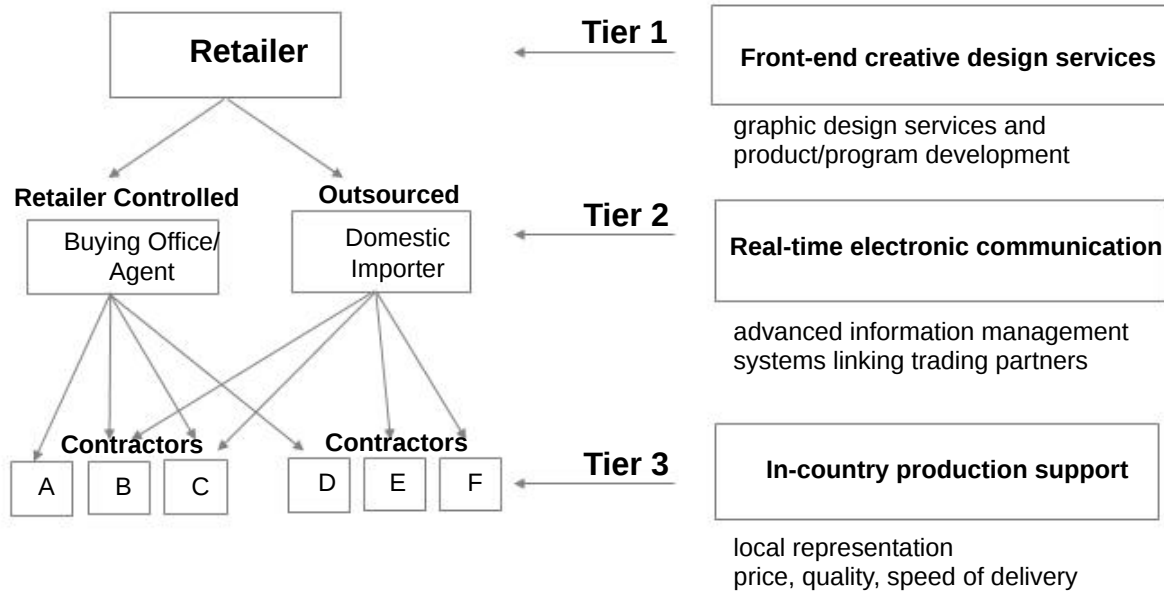 Retailer
Tier 1
Front-end creative design services
graphic design services and
product/program development
Retailer Controlled
Outsourced
Buying Office/
Agent
Domestic
Importer
Tier 2
Real-time electronic communication
advanced information management
systems linking trading partners
Contractors
Contractors
A
B
C
D
E
F
Tier 3
In-country production support
local representation
price, quality, speed of delivery